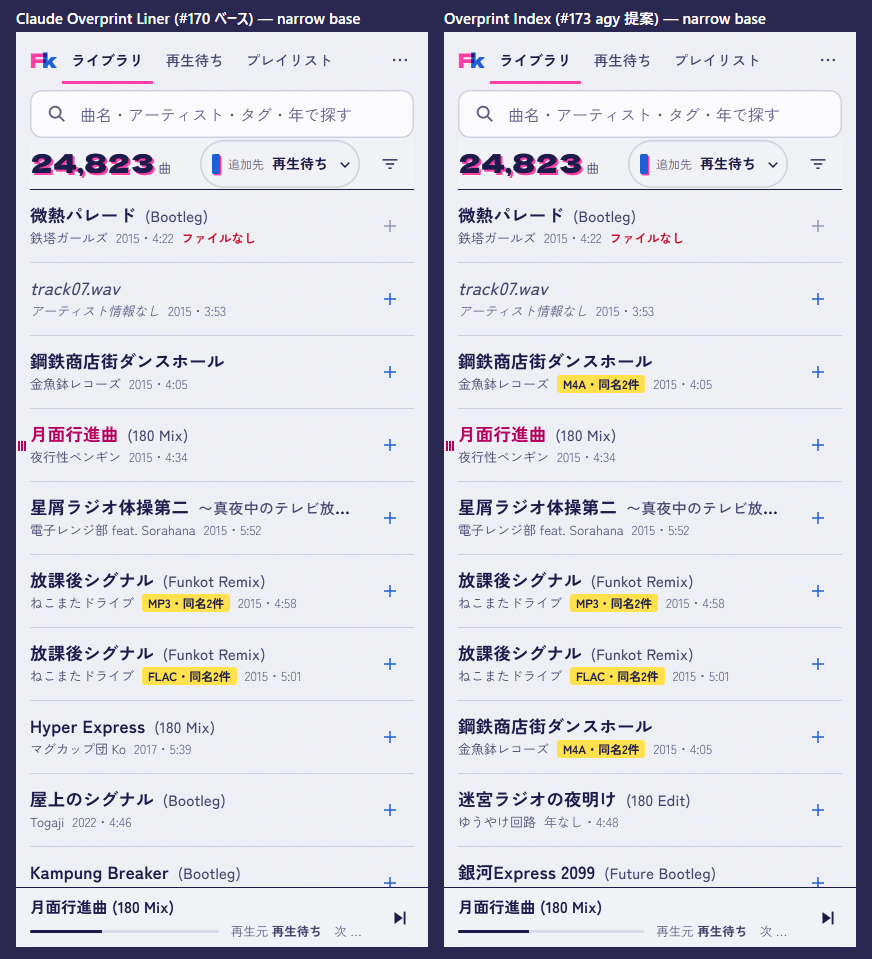 Claude Overprint Liner (#170 ベース) — narrow base
Fk ライブラリ 再生待ち プレイリスト ...
曲名・アーティスト・タグ・年で探す
24,823 曲 追加先 再生待ち
微熱パレード (Bootleg)
鉄塔ガールズ 2015・4:22 ファイルなし
track07.wav
アーティスト情報なし 2015・3:53
鋼鉄商店街ダンスホール
金魚鉢レコーズ 2015・4:05
月面行進曲 (180 Mix)
夜行性ペンギン 2015・4:34
星屑ラジオ体操第二 〜真夜中のテレビ放...
電子レンジ部 feat. Sorahana 2015・5:52
放課後シグナル (Funkot Remix)
ねこまたドライブ MP3・同名2件 2015・4:58
放課後シグナル (Funkot Remix)
ねこまたドライブ FLAC・同名2件 2015・5:01
Hyper Express (180 Mix)
マグカップ団 Ko 2017・5:39
屋上のシグナル (Bootleg)
Togaji 2022・4:46
Kampung Breaker (Bootleg)
月面行進曲 (180 Mix)
再生元 再生待ち 次 ...
Overprint Index (#173 agy 提案) — narrow base
Fk ライブラリ 再生待ち プレイリスト ...
曲名・アーティスト・タグ・年で探す
24,823 曲 追加先 再生待ち
微熱パレード (Bootleg)
鉄塔ガールズ 2015・4:22 ファイルなし
track07.wav
アーティスト情報なし 2015・3:53
鋼鉄商店街ダンスホール
金魚鉢レコーズ M4A・同名2件 2015・4:05
月面行進曲 (180 Mix)
夜行性ペンギン 2015・4:34
星屑ラジオ体操第二 〜真夜中のテレビ放...
電子レンジ部 feat. Sorahana 2015・5:52
放課後シグナル (Funkot Remix)
ねこまたドライブ MP3・同名2件 2015・4:58
放課後シグナル (Funkot Remix)
ねこまたドライブ FLAC・同名2件 2015・5:01
鋼鉄商店街ダンスホール
金魚鉢レコーズ M4A・同名2件 2015・4:05
迷宮ラジオの夜明け (180 Edit)
ゆうやけ回路 年なし・4:48
銀河Express 2099 (Future Bootleg)
月面行進曲 (180 Mix)
再生元 再生待ち 次 ...